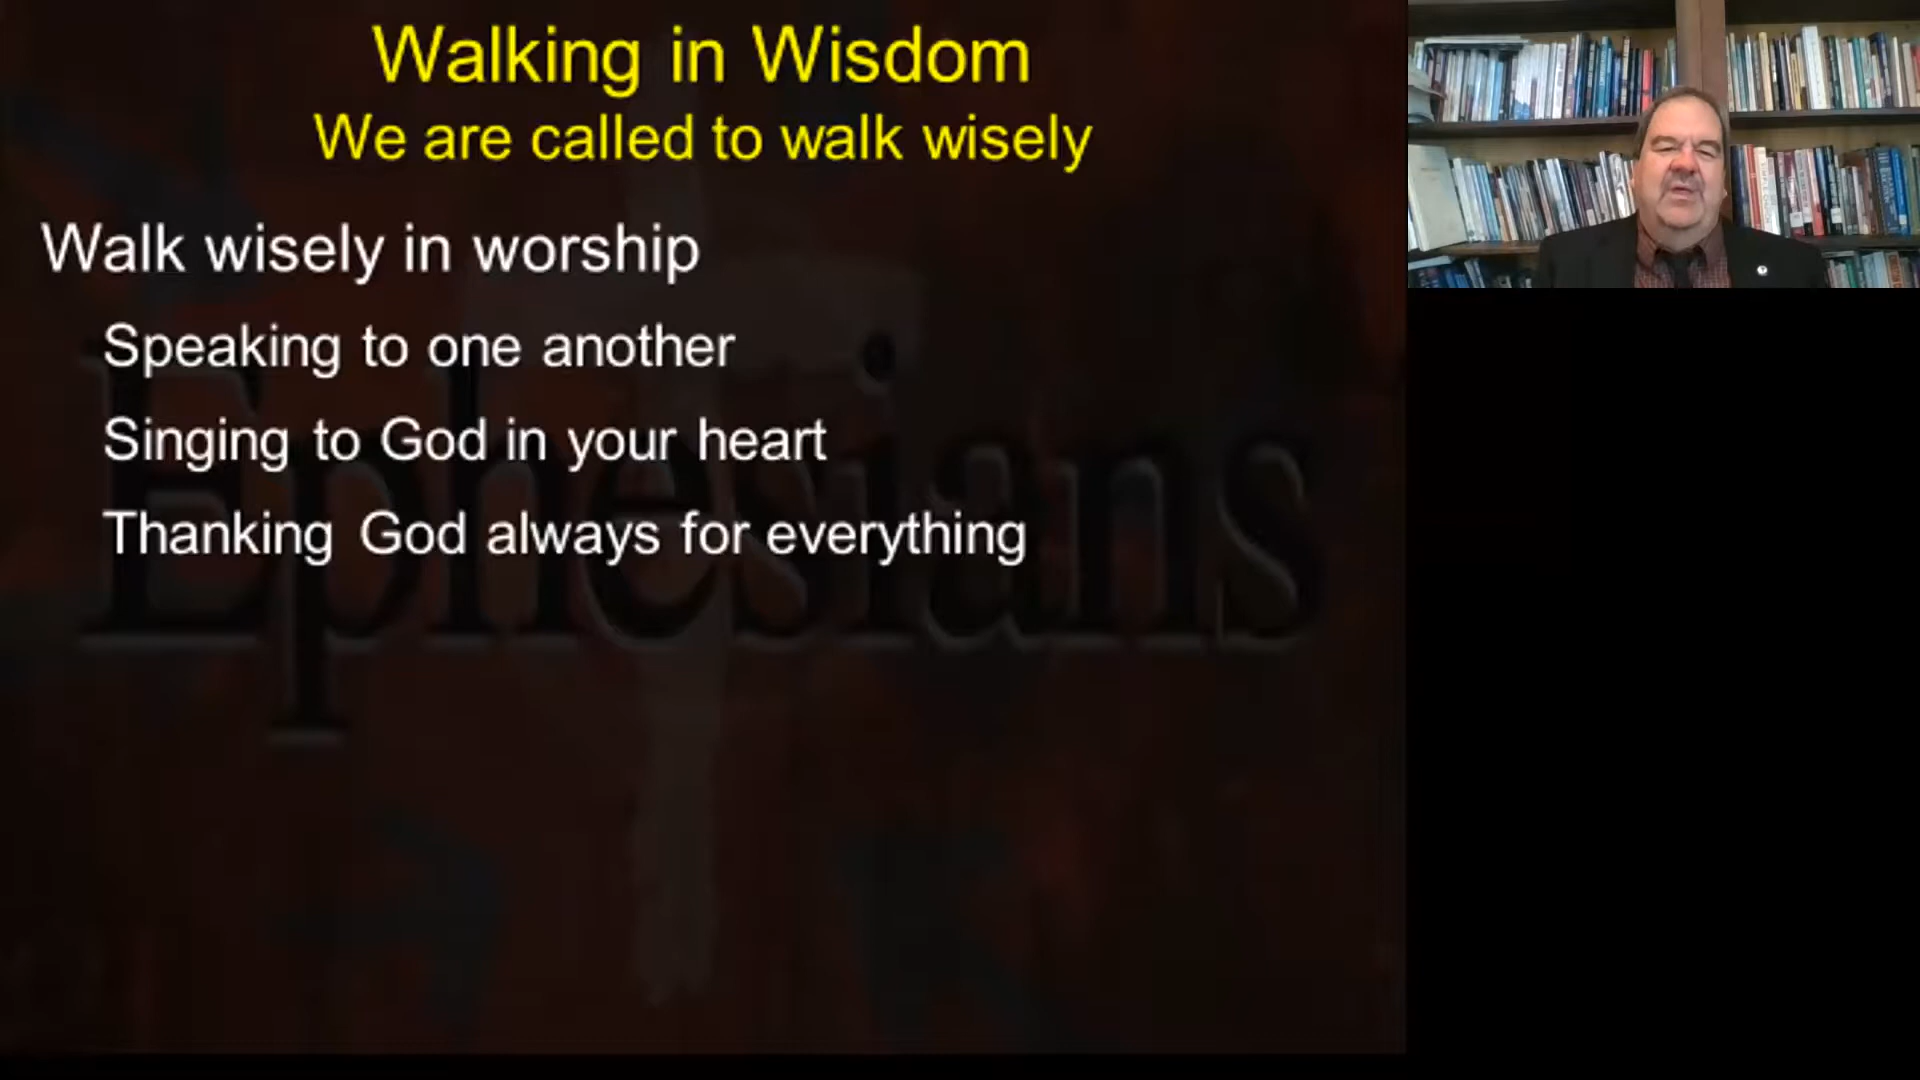 Walking in Wisdom
We are called to walk wisely
Walk wisely in worship
Speaking to one another
Singing to God in your heart
Thanking God always for everything
Ephesians